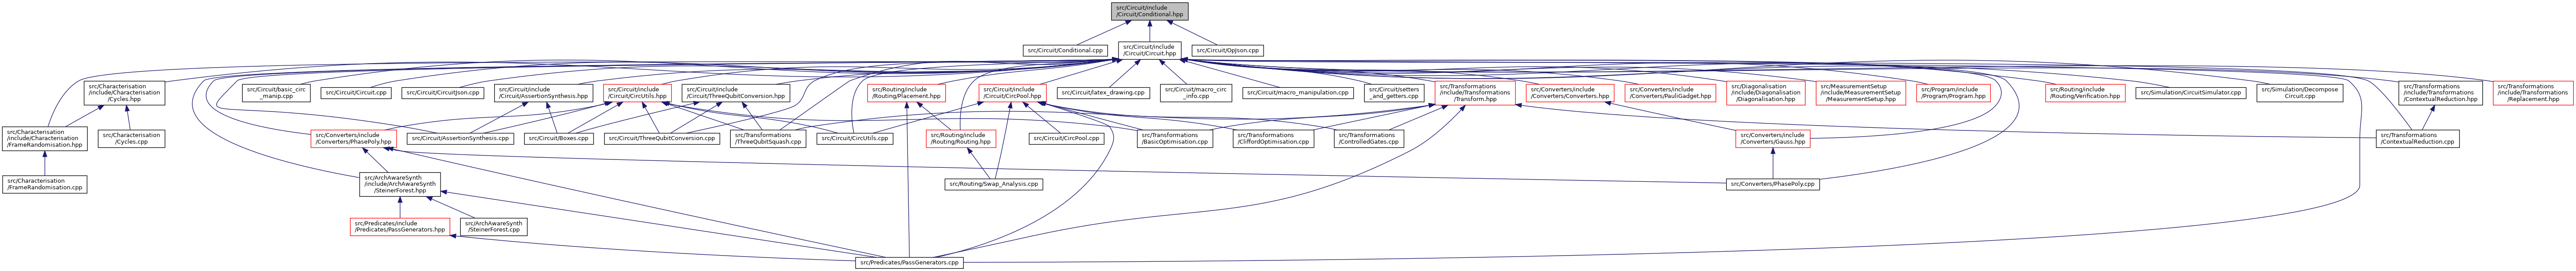 src/Circuit/include
/Circuit/Conditional.hpp
src/Circuit/Conditional.cpp
src/Circuit/include
/Circuit/Circuit.hpp
src/Circuit/OpJson.cpp
src/Characterisation
/include/Characterisation
/Cycles.hpp
src/Circuit/basic_circ
_manip.cpp
src/Circuit/Circuit.cpp
src/Circuit/CircuitJson.cpp
src/Circuit/include
/Circuit/AssertionSynthesis.hpp
src/Circuit/include
/Circuit/CircUtils.hpp
src/Circuit/include
/Circuit/ThreeQubitConversion.hpp
src/Routing/include
/Routing/Placement.hpp
src/Circuit/include
/Circuit/CircPool.hpp
src/Circuit/latex_drawing.cpp
src/Circuit/macro_circ
_info.cpp
src/Circuit/macro_manipulation.cpp
src/Circuit/setters
_and_getters.cpp
src/Transformations
/include/Transformations
/Transform.hpp
src/Converters/include
/Converters/Converters.hpp
src/Converters/include
/Converters/PauliGadget.hpp
src/Diagonalisation
/include/Diagonalisation
/Diagonalisation.hpp
src/MeasurementSetup
/include/MeasurementSetup
/MeasurementSetup.hpp
src/Program/include
/Program/Program.hpp
src/Routing/include
/Routing/Verification.hpp
src/Simulation/CircuitSimulator.cpp
src/Simulation/Decompose
Circuit.cpp
src/Transformations
/include/Transformations
/ContextualReduction.hpp
src/Transformations
/include/Transformations
/Replacement.hpp
src/Characterisation
/include/Characterisation
/FrameRandomisation.hpp
src/Characterisation
/Cycles.cpp
src/Converters/include
/Converters/PhasePoly.hpp
src/Circuit/AssertionSynthesis.cpp
src/Circuit/Boxes.cpp
src/Circuit/ThreeQubitConversion.cpp
src/Transformations
/ThreeQubitSquash.cpp
src/Circuit/CircUtils.cpp
src/Routing/include
/Routing/Routing.hpp
src/Circuit/CircPool.cpp
src/Transformations
/BasicOptimisation.cpp
src/Transformations
/CliffordOptimisation.cpp
src/Transformations
/ControlledGates.cpp
src/Converters/include
/Converters/Gauss.hpp
src/Transformations
/ContextualReduction.cpp
src/Characterisation
/FrameRandomisation.cpp
src/ArchAwareSynth
/include/ArchAwareSynth
/SteinerForest.hpp
src/Routing/Swap_Analysis.cpp
src/Converters/PhasePoly.cpp
src/Predicates/include
/Predicates/PassGenerators.hpp
src/ArchAwareSynth
/SteinerForest.cpp
src/Predicates/PassGenerators.cpp